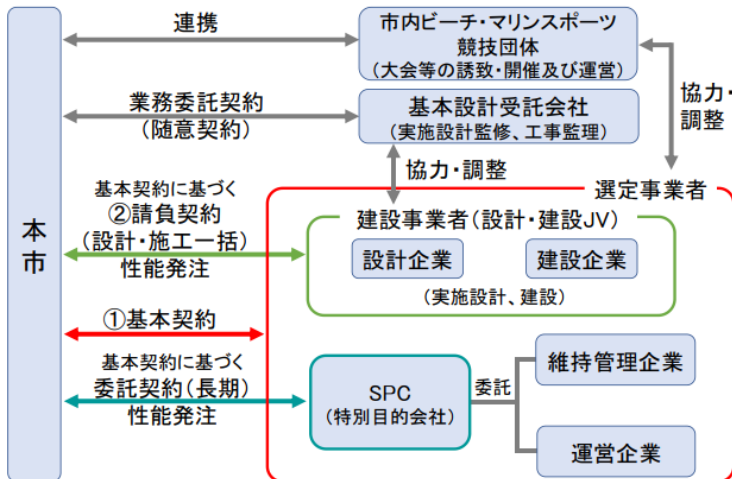 本市
連携
市内ビーチ・マリンスポーツ
競技団体
(大会等の誘致・開催及び運営)
協力・
調整
業務委託契約
(随意契約)
基本設計受託会社
(実施設計監修、工事監理)
協力・調整
選定事業者
基本契約に基づく
②請負契約
(設計・施工一括)
性能発注
建設事業者(設計・建設JV)
設計企業
建設企業
(実施設計、建設)
①基本契約
基本契約に基づく
委託契約(長期)
性能発注
SPC
(特別目的会社)
委託
維持管理企業
運営企業